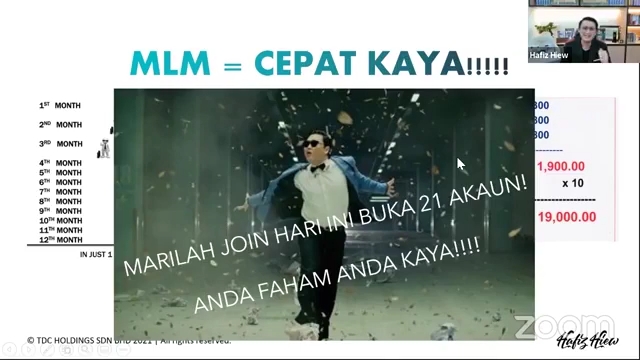 Hafiz Hiew
MLM = CEPAT KAYA!!!!!
1ST MONTH
2ND MONTH
3RD MONTH
4TH MONTH
5TH MONTH
6TH MONTH
7TH MONTH
8TH MONTH
9TH MONTH
10TH MONTH
11TH MONTH
12TH MONTH
IN JUST 1
300
300
300
1,900.00
x 10
19,000.00
MARILAH JOIN HARI INI BUKA 21 AKAUN!
ANDA FAHAM ANDA KAYA!!!!
© TDC HOLDINGS SDN BHD 2021 | All rights reserved.
zoom
Hafiz Hiew